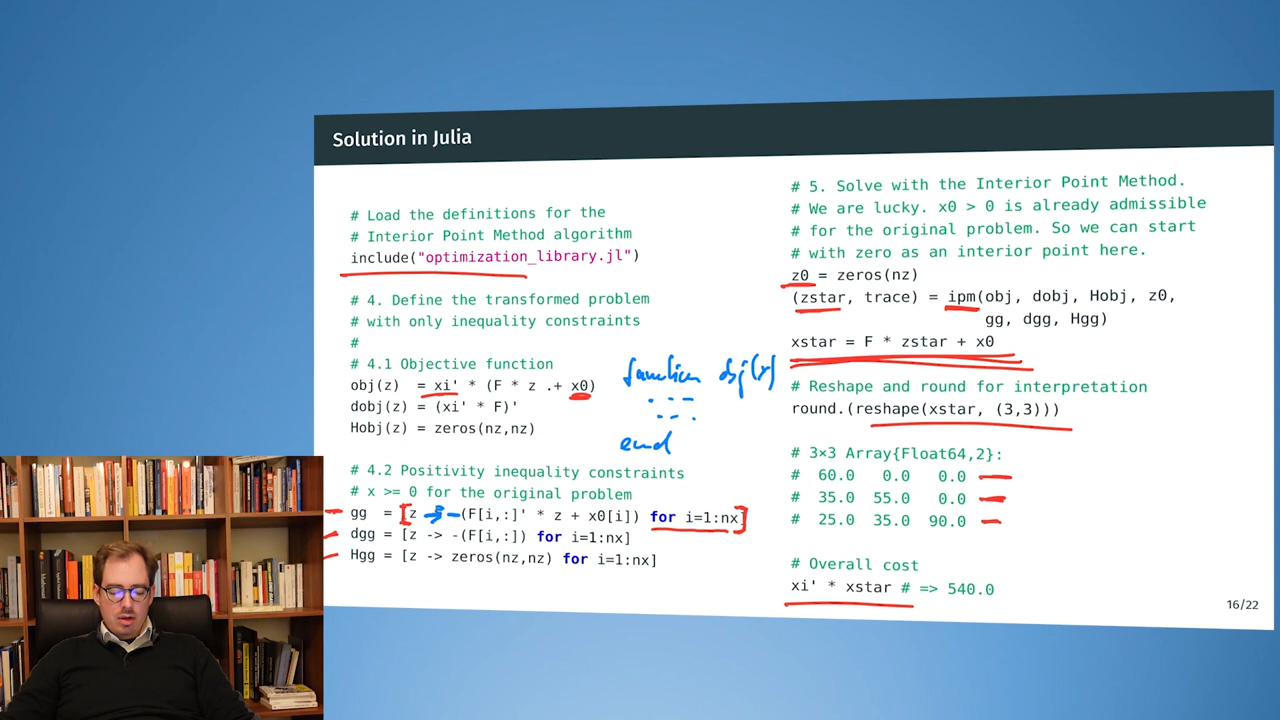 Solution in Julia
# Load the definitions for the
# Interior Point Method algorithm
include("optimization_library.jl")
# 4. Define the transformed problem
# with only inequality constraints
#
# 4.1 Objective function
obj(z) = xi' * (F * z .+ x0)
dobj(z) = (xi' * F)'
Hobj(z) = zeros(nz,nz)
function obj(x)
end
# 4.2 Positivity inequality constraints
# x >= 0 for the original problem
gg = [z -> -(F[i,:]' * z + x0[i]) for i=1:nx]
dgg = [z -> -(F[i,:]) for i=1:nx]
Hgg = [z -> zeros(nz,nz) for i=1:nx]
# 5. Solve with the Interior Point Method.
# We are lucky. x0 > 0 is already admissible
# for the original problem. So we can start
# with zero as an interior point here.
z0 = zeros(nz)
(zstar, trace) = ipm(obj, dobj, Hobj, z0,
gg, dgg, Hgg)
xstar = F * zstar + x0
# Reshape and round for interpretation
round.(reshape(xstar, (3,3)))
# 3×3 Array{Float64,2}:
# 60.0 0.0 0.0
# 35.0 55.0 0.0
# 25.0 35.0 90.0
# Overall cost
xi' * xstar # => 540.0
16/22